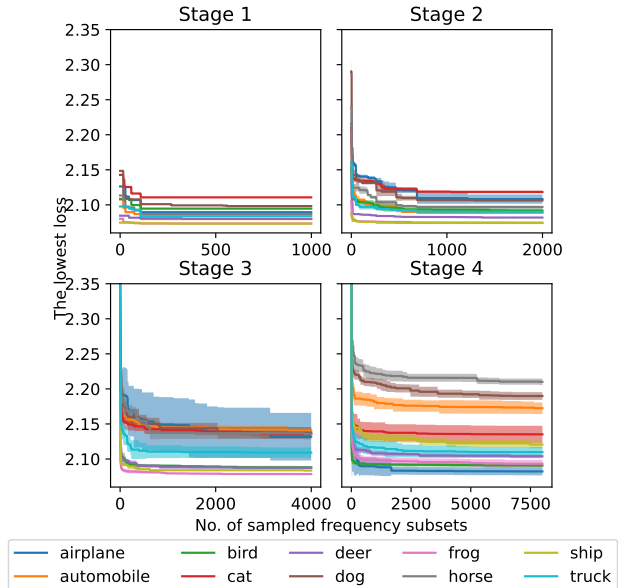 Stage 1
Stage 2
2.35
2.30
2.25
2.20
2.15
2.10
0 500 1000
0 1000 2000
The lowest loss
Stage 3
Stage 4
2.35
2.30
2.25
2.20
2.15
2.10
0 2000 4000
0 2500 5000 7500
No. of sampled frequency subsets
airplane bird deer frog ship
automobile cat dog horse truck